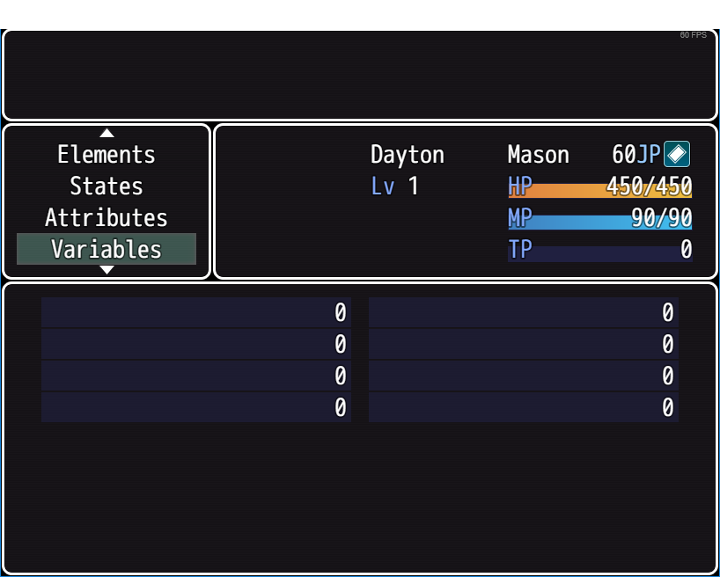 60 FPS
Elements
States
Attributes
Variables
Dayton
Lv 1
Mason 60JP
HP 450/450
MP 90/90
TP 0
0 0
0 0
0 0
0 0